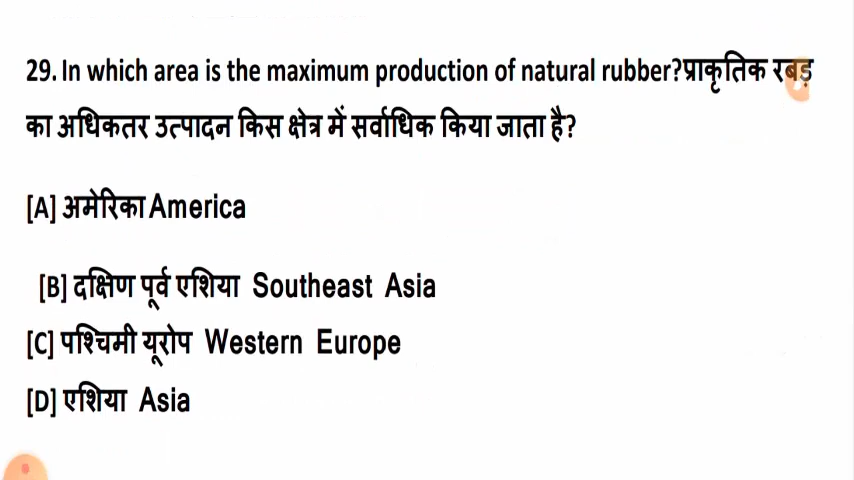 29. In which area is the maximum production of natural rubber?प्राकृतिक रबड़
का अधिकतर उत्पादन किस क्षेत्र में सर्वाधिक किया जाता है?
[A] अमेरिका America
[B] दक्षिण पूर्व एशिया Southeast Asia
[C] पश्चिमी यूरोप Western Europe
[D] एशिया Asia